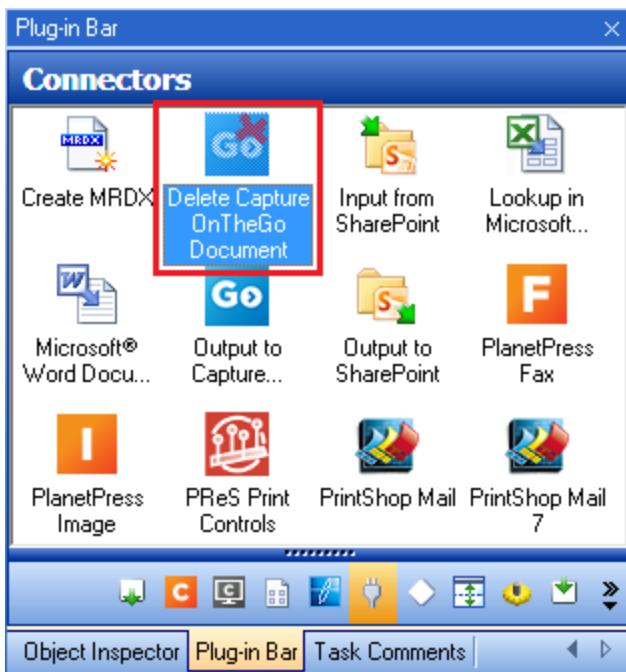 Plug-in Bar
Connectors
MRDX
GO
S
Create MRDX
Delete Capture
OnTheGo
Document
Input from
SharePoint
Lookup in
Microsoft...
W
GO
S
F
Microsoft®
Word Docu...
Output to
Capture...
Output to
SharePoint
PlanetPress
Fax
I
PlanetPress
Image
PReS Print
Controls
PrintShop Mail
PrintShop Mail
7
C
C
Object Inspector
Plug-in Bar
Task Comments